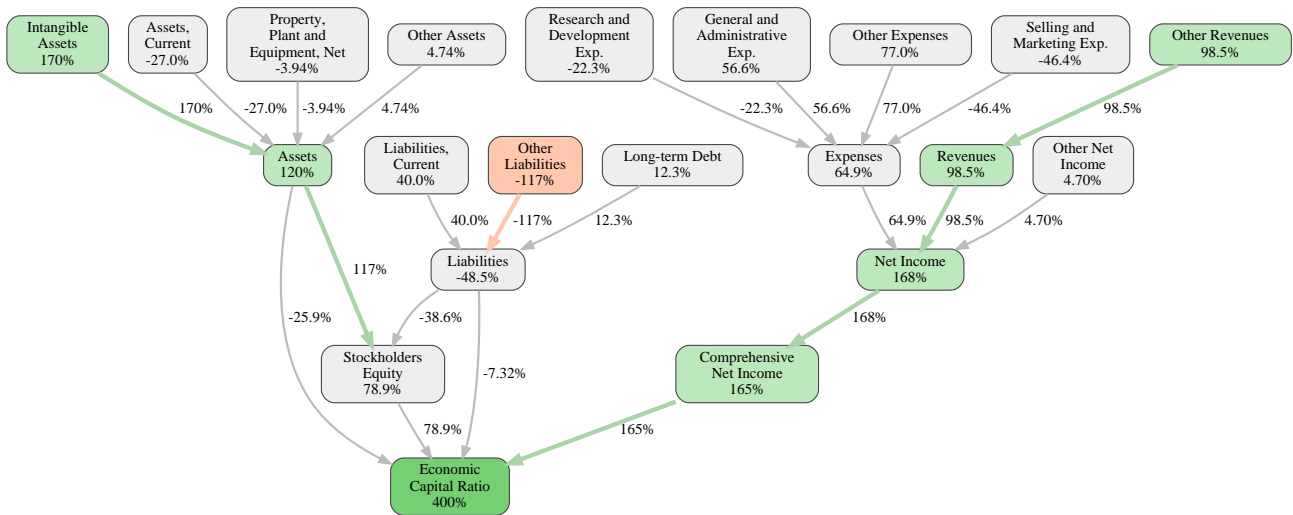 Intangible
Assets
170%
Assets,
Current
-27.0%
Property,
Plant and
Equipment, Net
-3.94%
Other Assets
4.74%
Research and
Development
Exp.
-22.3%
General and
Administrative
Exp.
56.6%
Other Expenses
77.0%
Selling and
Marketing Exp.
-46.4%
Other Revenues
98.5%
170%
-27.0%
-3.94%
4.74%
-22.3%
56.6%
77.0%
-46.4%
98.5%
Assets
120%
Liabilities,
Current
40.0%
Other
Liabilities
-117%
Long-term Debt
12.3%
Expenses
64.9%
Revenues
98.5%
Other Net
Income
4.70%
40.0%
-117%
12.3%
64.9%
98.5%
4.70%
Liabilities
-48.5%
Net Income
168%
117%
-25.9%
-38.6%
168%
Stockholders
Equity
78.9%
-7.32%
Comprehensive
Net Income
165%
78.9%
165%
Economic
Capital Ratio
400%